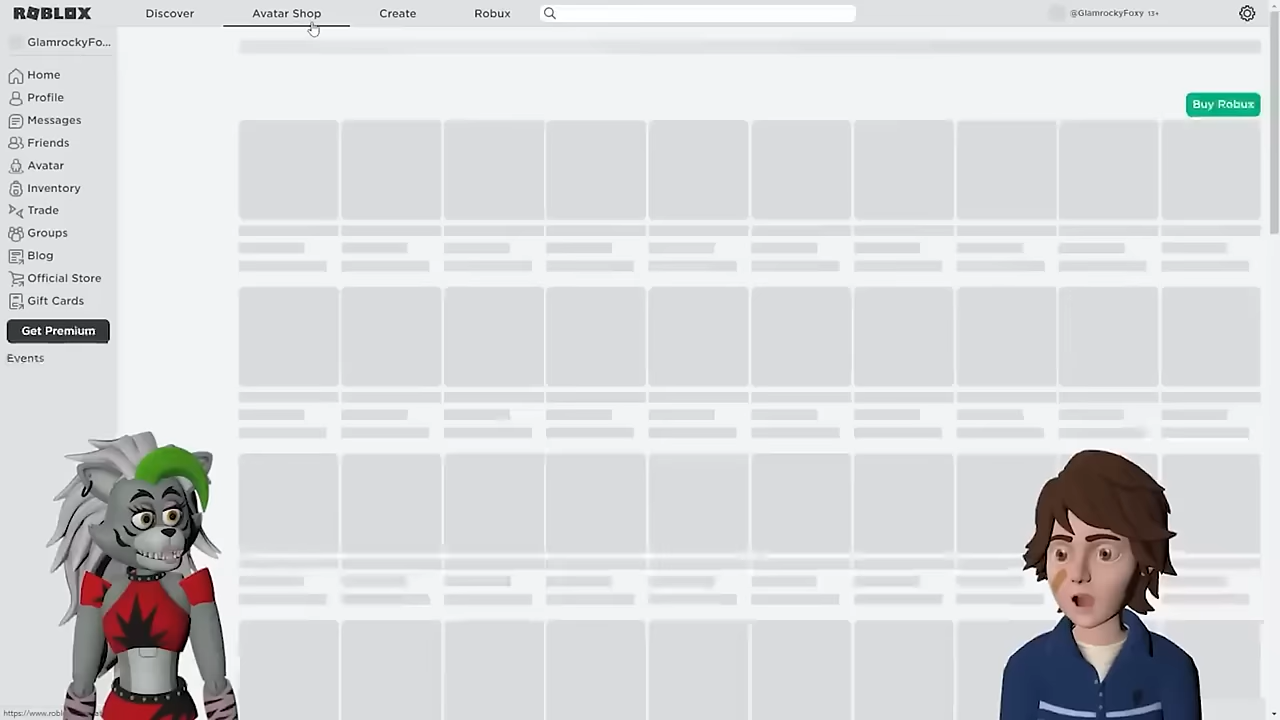 ROBLOX
Discover
Avatar Shop
Create
Robux
@GlamrockyFoxy 13+
GlamrockyFo...
Home
Profile
Messages
Friends
Avatar
Inventory
Trade
Groups
Blog
Official Store
Gift Cards
Get Premium
Events
Buy Robux